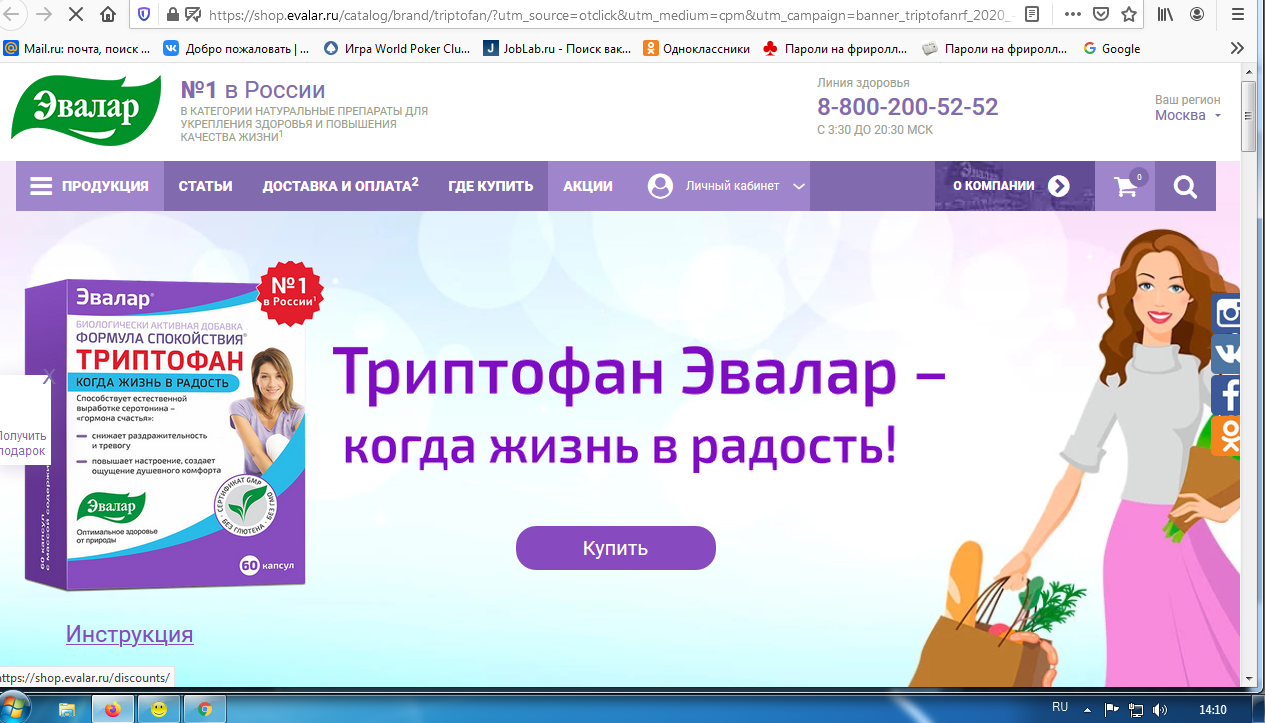 https://shop.evalar.ru/catalog/brand/triptofan/?utm_source=otclick&utm_medium=cpm&utm_campaign=banner_triptofanrf_2020_
Mail.ru: почта, поиск ...
Добро пожаловать | ...
Игра World Poker Clu...
JobLab.ru - Поиск вак...
Одноклассники
Пароли на фриролл...
Пароли на фриролл...
Google
Эвалар
№1 в России
В КАТЕГОРИИ НАТУРАЛЬНЫЕ ПРЕПАРАТЫ ДЛЯ
УКРЕПЛЕНИЯ ЗДОРОВЬЯ И ПОВЫШЕНИЯ
КАЧЕСТВА ЖИЗНИ1
Линия здоровья
8-800-200-52-52
С 3:30 ДО 20:30 МСК
Ваш регион
Москва
ПРОДУКЦИЯ
СТАТЬИ
ДОСТАВКА И ОПЛАТА2
ГДЕ КУПИТЬ
АКЦИИ
Личный кабинет
О КОМПАНИИ
0
№1
в России1
Эвалар®
БИОЛОГИЧЕСКИ АКТИВНАЯ ДОБАВКА
ФОРМУЛА СПОКОЙСТВИЯ®
ТРИПТОФАН
КОГДА ЖИЗНЬ В РАДОСТЬ
Способствует естественной
выработке серотонина –
«гормона счастья»:
снижает раздражительность
и тревогу
повышает настроение, создает
ощущение душевного комфорта
СЕРТИФИКАТ GMP
БЕЗ ГЛЮТЕНА · БЕЗ ГМО
Эвалар
Оптимальное здоровье
от природы
60 капсул
X
Получить
подарок
Триптофан Эвалар –
когда жизнь в радость!
Купить
Инструкция
https://shop.evalar.ru/discounts/
RU
14:10